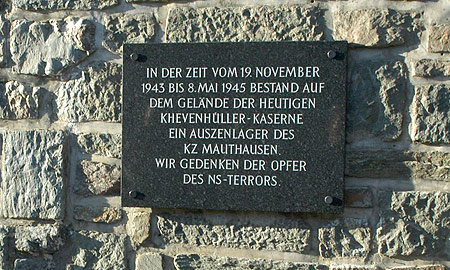 IN DER ZEIT VOM 19. NOVEMBER
1943 BIS 8. MAI 1945 BESTAND AUF
DEM GELÄNDE DER HEUTIGEN
KHEVENHÜLLER-KASERNE
EIN AUSZENLAGER DES
KZ MAUTHAUSEN.
WIR GEDENKEN DER OPFER
DES NS-TERRORS.